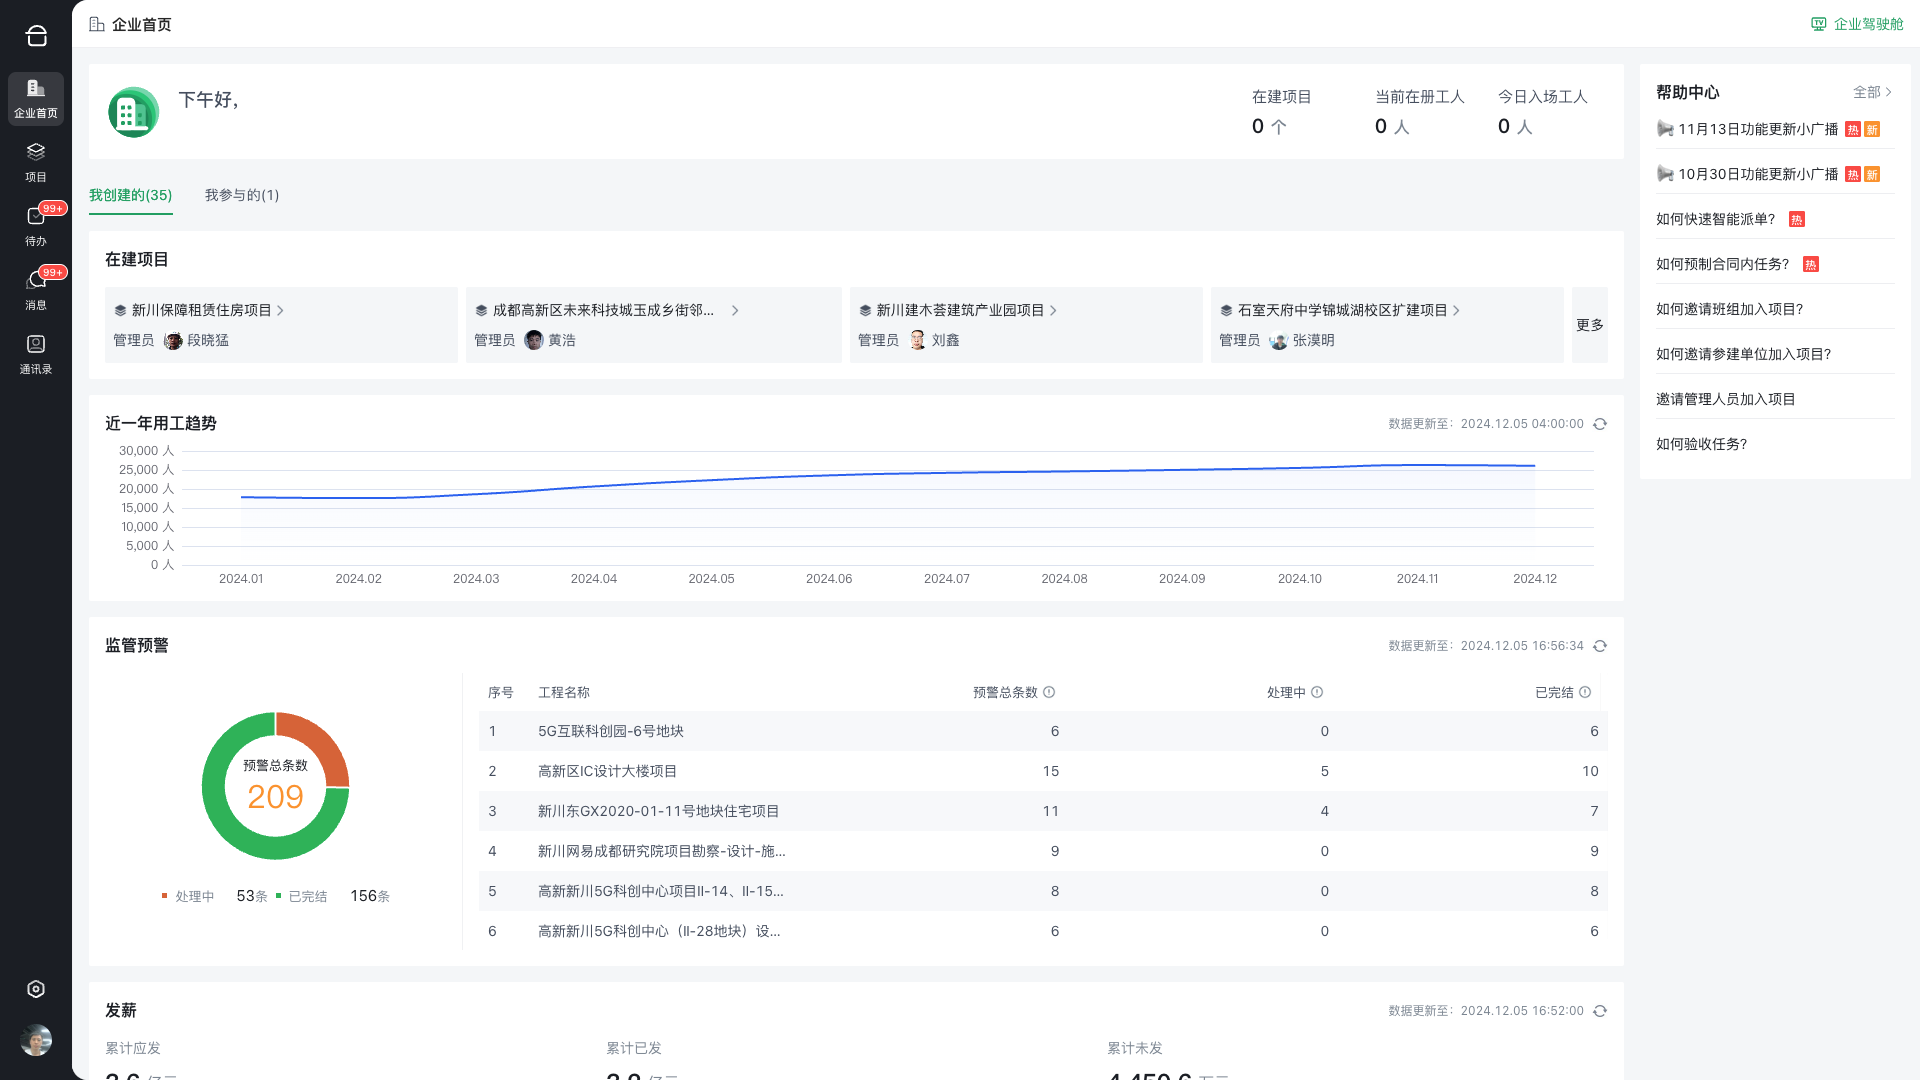 企业首页
企业驾驶舱
企业首页
项目
99+
待办
99+
消息
通讯录
下午好，
在建项目
0 个
当前在册工人
0 人
今日入场工人
0 人
我创建的(35)
我参与的(1)
在建项目
新川保障租赁住房项目
管理员 段晓猛
成都高新区未来科技城玉成乡街邻...
管理员 黄浩
新川建木荟建筑产业园项目
管理员 刘鑫
石室天府中学锦城湖校区扩建项目
管理员 张漠明
更多
近一年用工趋势
数据更新至：2024.12.05 04:00:00
30,000 人
25,000 人
20,000 人
15,000 人
10,000 人
5,000 人
0 人
2024.01 2024.02 2024.03 2024.04 2024.05 2024.06 2024.07 2024.08 2024.09 2024.10 2024.11 2024.12
监管预警
数据更新至：2024.12.05 16:56:34
预警总条数
209
处理中 53条 已完结 156条
序号 工程名称 预警总条数 处理中 已完结
1 5G互联科创园-6号地块 6 0 6
2 高新区IC设计大楼项目 15 5 10
3 新川东GX2020-01-11号地块住宅项目 11 4 7
4 新川网易成都研究院项目勘察-设计-施... 9 0 9
5 高新新川5G科创中心项目II-14、II-15... 8 0 8
6 高新新川5G科创中心（II-28地块）设... 6 0 6
发薪
数据更新至：2024.12.05 16:52:00
累计应发
累计已发
累计未发
帮助中心
全部
11月13日功能更新小广播 热 新
10月30日功能更新小广播 热 新
如何快速智能派单? 热
如何预制合同内任务? 热
如何邀请班组加入项目?
如何邀请参建单位加入项目?
邀请管理人员加入项目
如何验收任务?